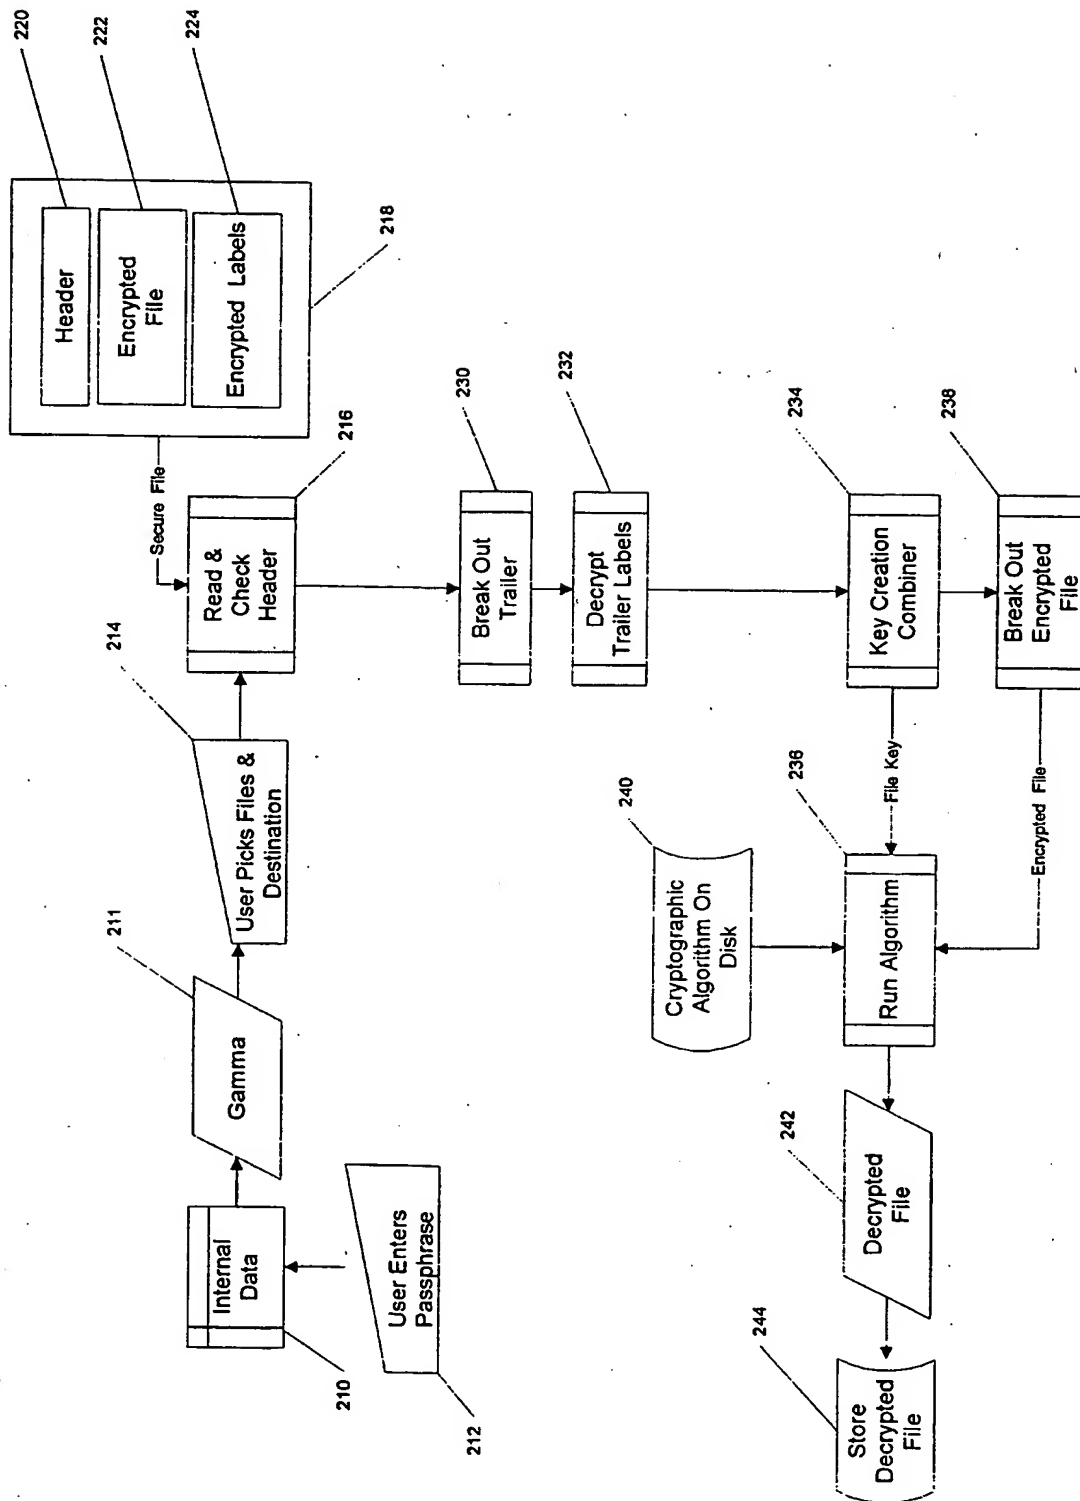 220
222
224
Header
Encrypted
File
Encrypted Labels
218
Secure File
216
Read &
Check
Header
214
User Picks Files &
Destination
211
Gamma
Internal
Data
210
User Enters
Passphrase
212
230
Break Out
Trailer
232
Decrypt
Trailer Labels
234
Key Creation
Combiner
238
Break Out
Encrypted
File
File Key
Encrypted File
240
Cryptographic
Algorithm On
Disk
236
Run Algorithm
242
Decrypted
File
244
Store
Decrypted
File